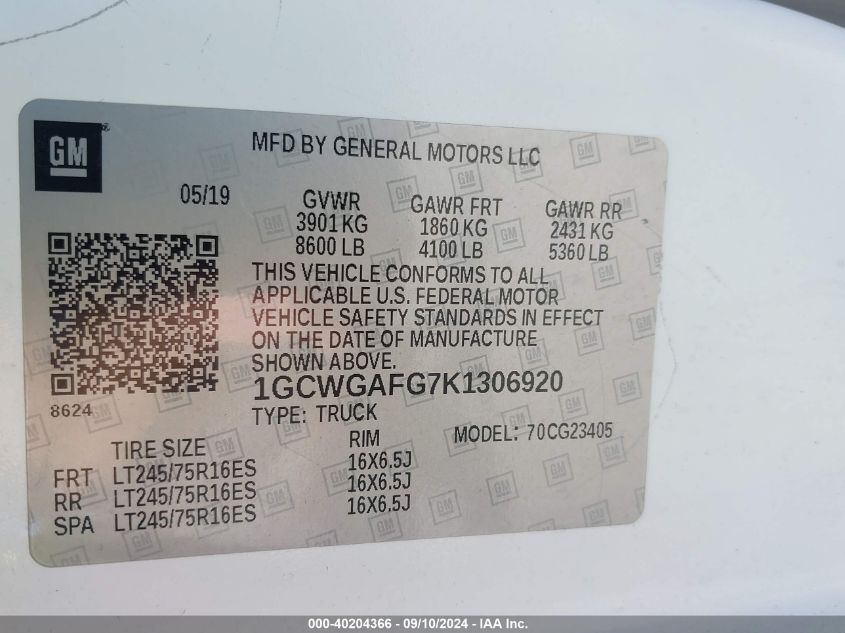 GM®
MFD BY GENERAL MOTORS LLC
05/19
GVWR GAWR FRT GAWR RR
3901 KG 1860 KG 2431 KG
8600 LB 4100 LB 5360 LB
THIS VEHICLE CONFORMS TO ALL
APPLICABLE U.S. FEDERAL MOTOR
VEHICLE SAFETY STANDARDS IN EFFECT
ON THE DATE OF MANUFACTURE
SHOWN ABOVE.
1GCWGAFG7K1306920
8624
TYPE: TRUCK MODEL: 70CG23405
TIRE SIZE RIM
FRT LT245/75R16ES 16X6.5J
RR LT245/75R16ES 16X6.5J
SPA LT245/75R16ES 16X6.5J
000-40204366 - 09/10/2024 - IAA Inc.